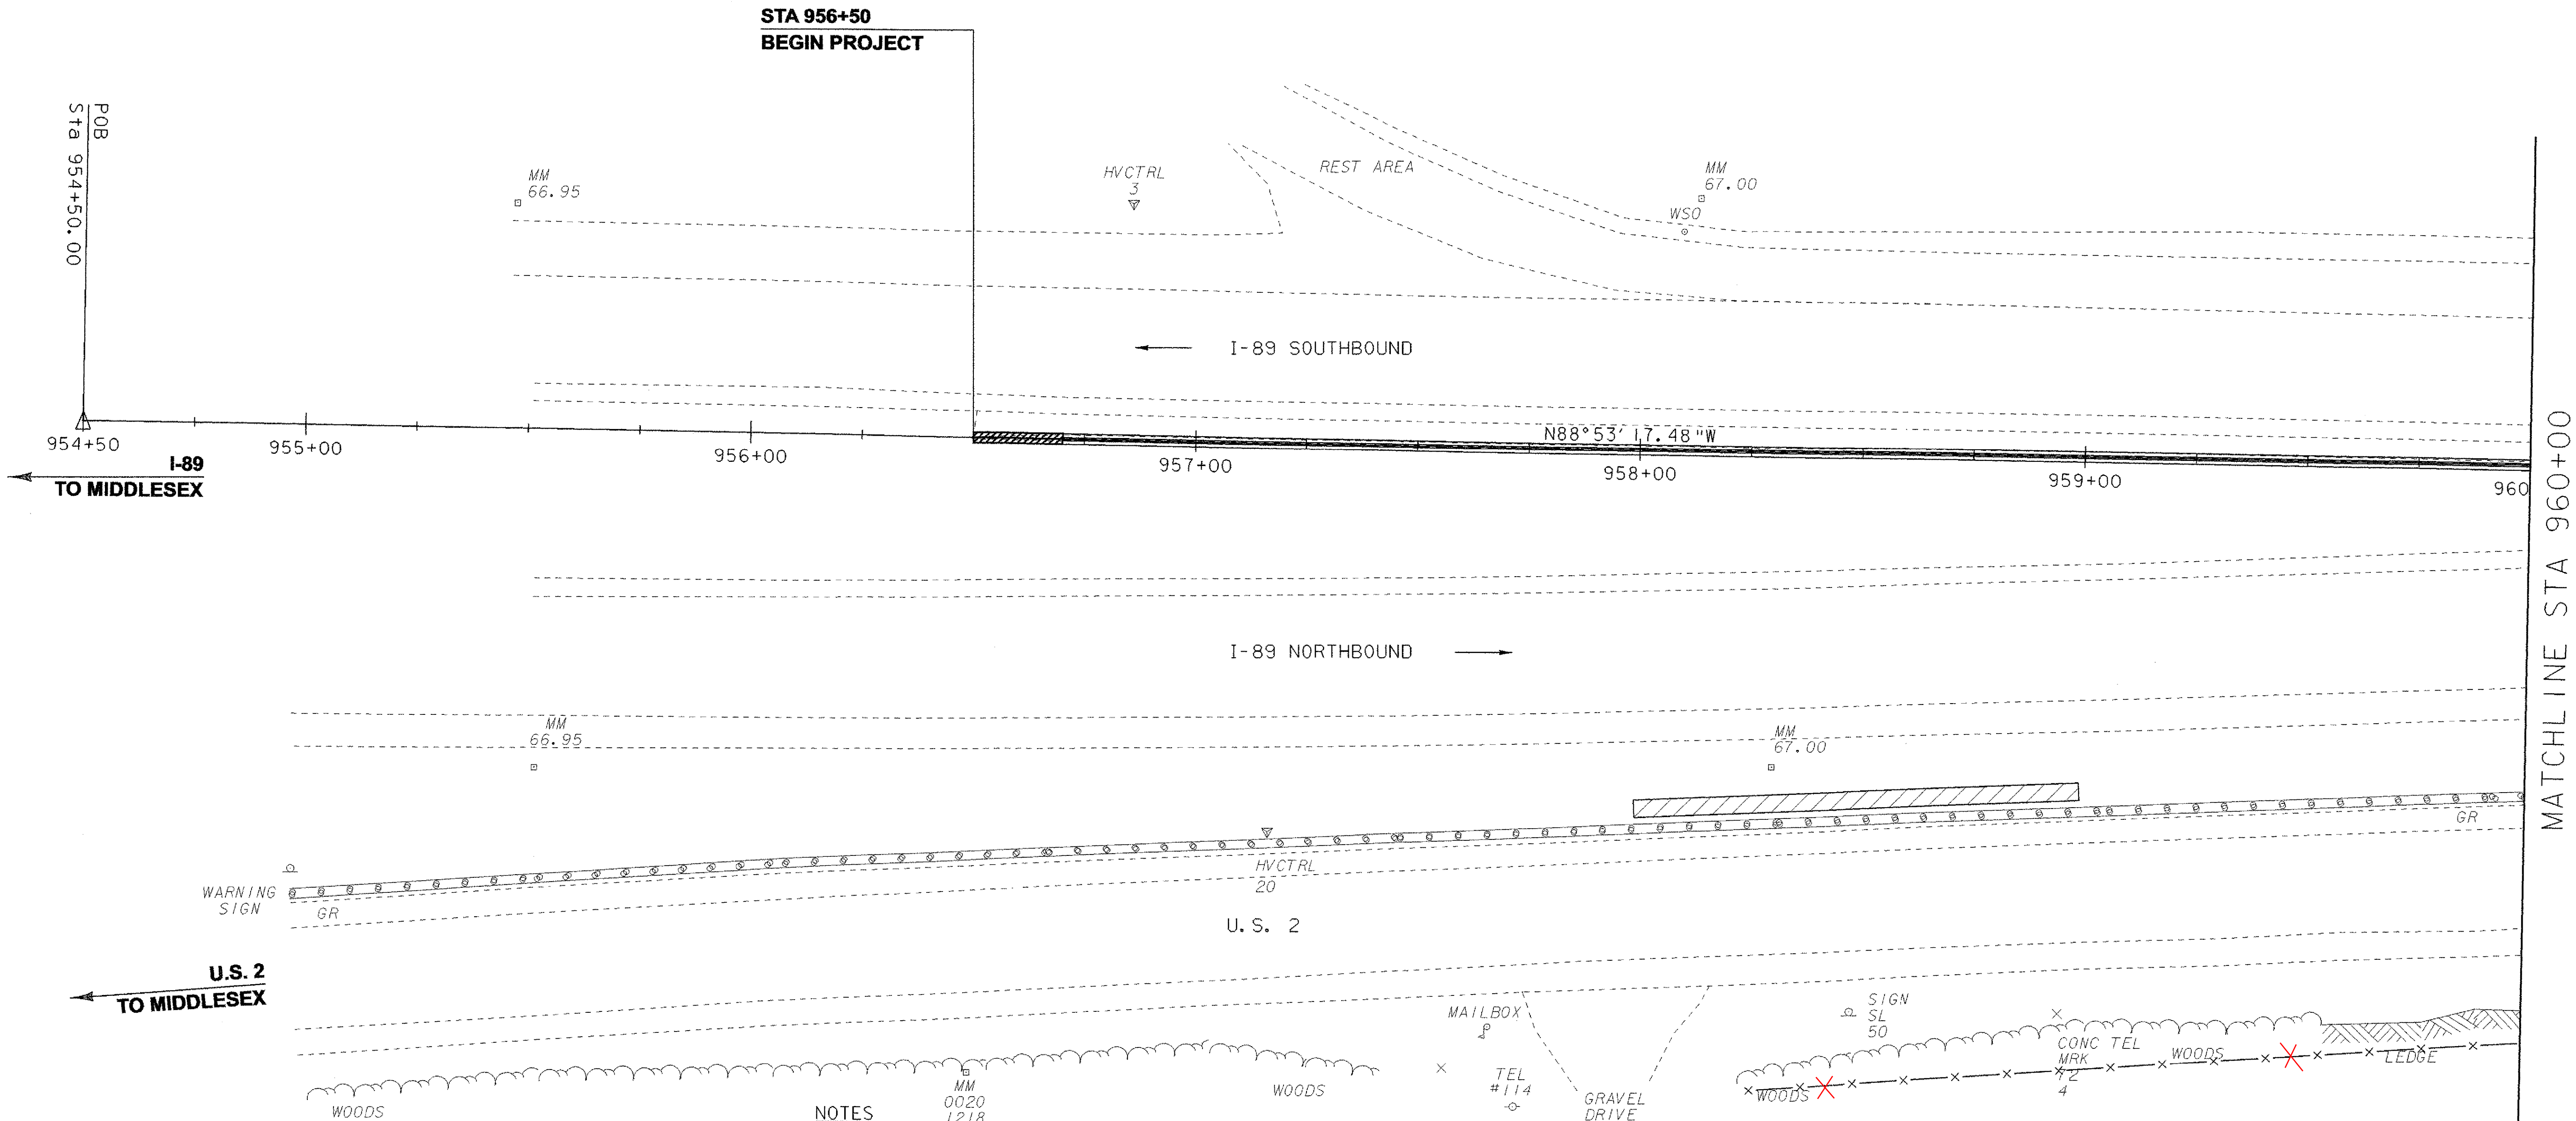 STA 956+50
BEGIN PROJECT
POB
Sta 954+50.00
MM
66.95
HVCTRL
3
REST AREA
MM
67.00
WSO
I-89 SOUTHBOUND
N88°53'17.48"W
954+50
955+00
956+00
957+00
958+00
959+00
960
I-89
TO MIDDLESEX
MATCHLINE STA 960+00
I-89 NORTHBOUND
MM
66.95
MM
67.00
WARNING
SIGN
GR
HVCTRL
20
GR
U.S. 2
U.S. 2
TO MIDDLESEX
MAILBOX
SIGN
SL
50
CONC TEL
MRK
72
4
WOODS
LEDGE
WOODS
MM
0020
1218
WOODS
TEL
#114
GRAVEL
DRIVE
WOODS
NOTES